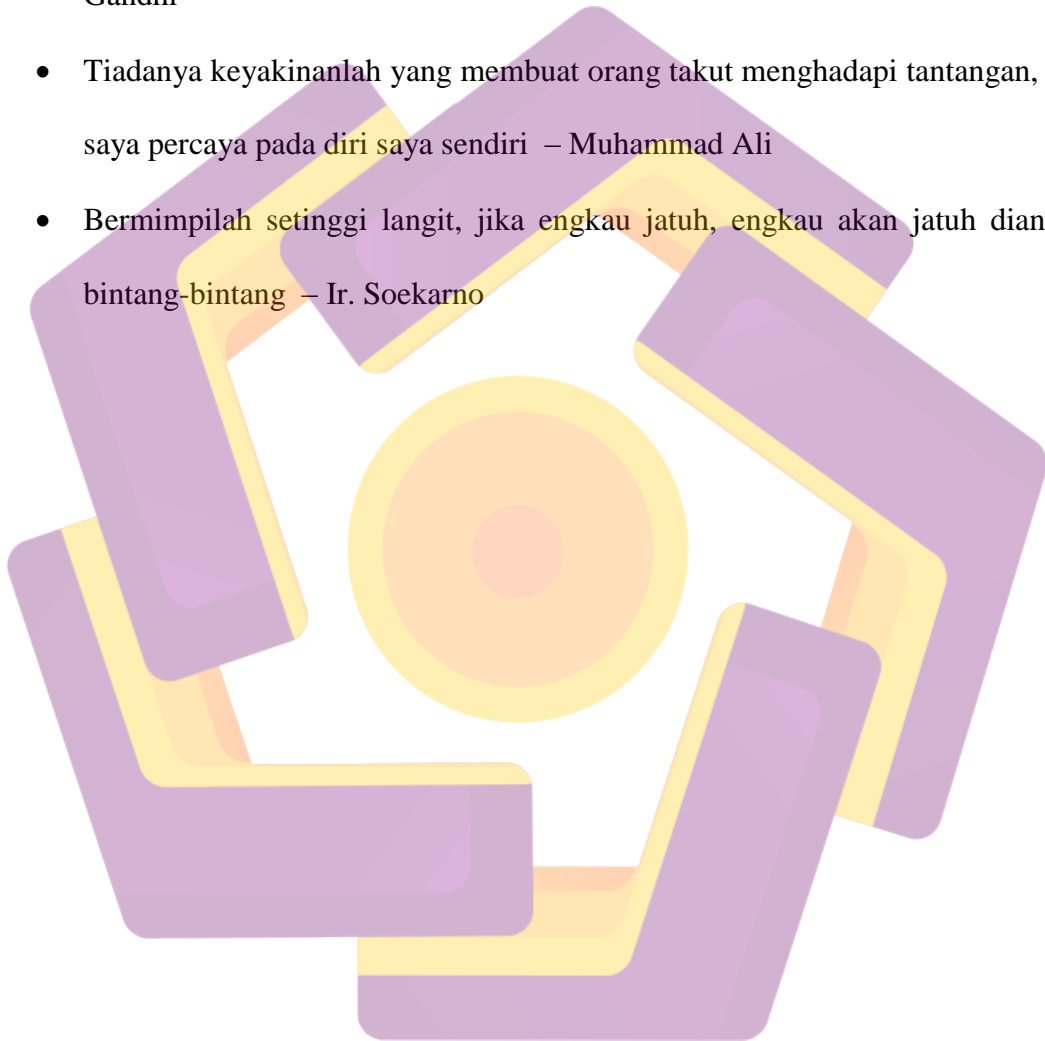 • Tiadanya keyakinanlah yang membuat orang takut menghadapi tantangan,
saya percaya pada diri saya sendiri – Muhammad Ali
• Bermimpilah setinggi langit, jika engkau jatuh, engkau akan jatuh dian
bintang-bintang – Ir. Soekarno